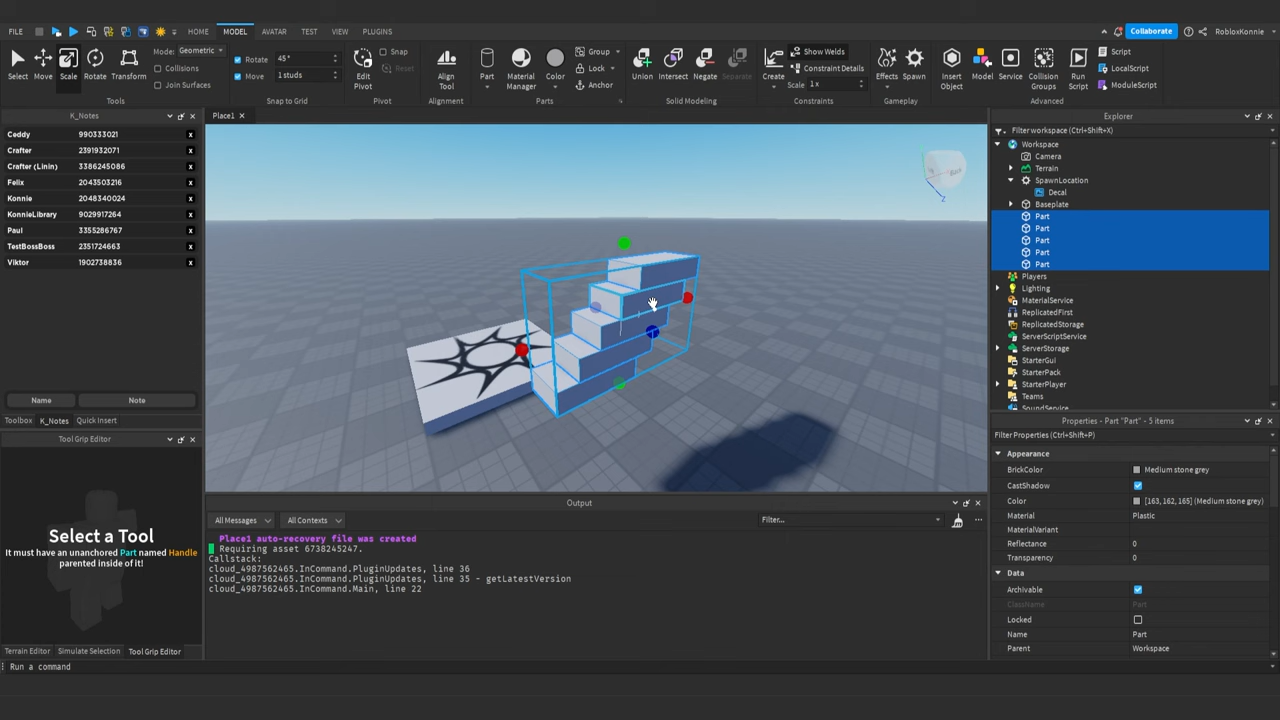 FILE HOME MODEL AVATAR TEST VIEW PLUGINS Collaborate RobloxKonnie
Select Move Scale Rotate Transform
Mode: Geometric
Collisions
Join Surfaces
Tools
Rotate 45°
Move 1 studs
Snap to Grid
Edit Pivot
Snap
Reset
Pivot
Align Tool
Alignment
Part Material Manager Color
Group
Lock
Anchor
Parts
Union Intersect Negate Separate
Solid Modeling
Create
Show Welds
Constraint Details
Scale 1x
Constraints
Effects Spawn
Gameplay
Insert Object Model Service Collision Groups Run Script
Script
LocalScript
ModuleScript
Advanced
K_Notes
Ceddy 990333021 x
Crafter 2391932071 x
Crafter (Linin) 3386245086 x
Felix 2043503216 x
Konnie 2048340024 x
KonnieLibrary 9029917264 x
Paul 3355286767 x
TestBossBoss 2351724663 x
Viktor 1902738836 x
Name Note
Toolbox K_Notes Quick Insert
Tool Grip Editor
Select a Tool
It must have an unanchored Part named Handle
parented inside of it!
Terrain Editor Simulate Selection Tool Grip Editor
Run a command
Place1
Output
All Messages All Contexts Filter...
Place1 auto-recovery file was created
Requiring asset 6738245247.
Callstack:
cloud_4987562465.InCommand.PluginUpdates, line 36
cloud_4987562465.InCommand.PluginUpdates, line 35 - getLatestVersion
cloud_4987562465.InCommand.Main, line 22
Explorer
Filter workspace (Ctrl+Shift+X)
Workspace
Camera
Terrain
SpawnLocation
Decal
Baseplate
Part
Part
Part
Part
Part
Players
Lighting
MaterialService
ReplicatedFirst
ReplicatedStorage
ServerScriptService
ServerStorage
StarterGui
StarterPack
StarterPlayer
Teams
SoundService
Properties - Part "Part" - 5 items
Filter Properties (Ctrl+Shift+P)
Appearance
BrickColor Medium stone grey
CastShadow
Color [163, 162, 165] (Medium stone grey)
Material Plastic
MaterialVariant
Reflectance 0
Transparency 0
Data
Archivable
ClassName Part
Locked
Name Part
Parent Workspace